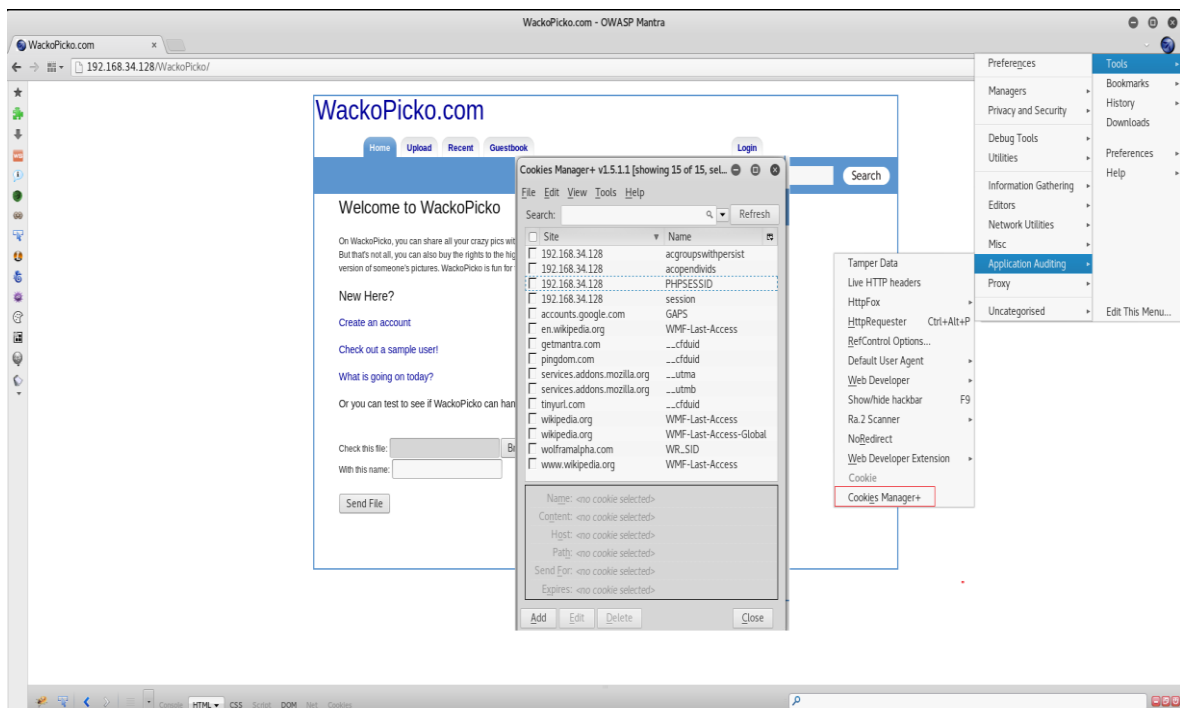 WackoPicko.com - OWASP Mantra
WackoPicko.com x
192.168.34.128/WackoPicko/
Preferences
Managers
Privacy and Security
Debug Tools
Utilities
Information Gathering
Editors
Network Utilities
Misc
Application Auditing
Proxy
Uncategorised
Tools
Bookmarks
History
Downloads
Preferences
Help
Edit This Menu...
WackoPicko.com
Home Upload Recent Guestbook Login
Search
Welcome to WackoPicko
On WackoPicko, you can share all your crazy pics wit
But that's not all, you can also buy the rights to the hig
version of someone's pictures. WackoPicko is fun for
New Here?
Create an account
Check out a sample user!
What is going on today?
Or you can test to see if WackoPicko can han
Check this file: Br
With this name:
Send File
Cookies Manager+ v1.5.1.1 [showing 15 of 15, sel...
File Edit View Tools Help
Search: Refresh
Site Name
192.168.34.128 acgroupswithpersist
192.168.34.128 acopendivids
192.168.34.128 PHPSESSID
192.168.34.128 session
accounts.google.com GAPS
en.wikipedia.org WMF-Last-Access
getmantra.com __cfduid
pingdom.com __cfduid
services.addons.mozilla.org __utma
services.addons.mozilla.org __utmb
tinyurl.com __cfduid
wikipedia.org WMF-Last-Access
wikipedia.org WMF-Last-Access-Global
wolframalpha.com WR_SID
www.wikipedia.org WMF-Last-Access
Name: <no cookie selected>
Content: <no cookie selected>
Host: <no cookie selected>
Path: <no cookie selected>
Send For: <no cookie selected>
Expires: <no cookie selected>
Add Edit Delete Close
Tamper Data
Live HTTP headers
HttpFox
HttpRequester Ctrl+Alt+P
RefControl Options...
Default User Agent
Web Developer
Show/hide hackbar F9
Ra.2 Scanner
NoRedirect
Web Developer Extension
Cookie
Cookies Manager+
Console HTML CSS Script DOM Net Cookies